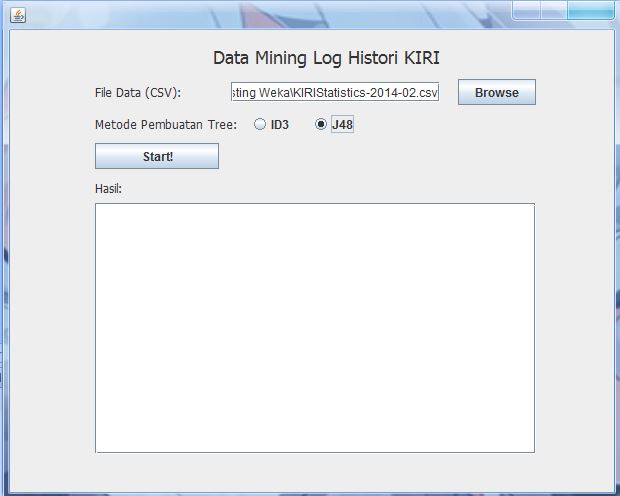 Data Mining Log Histori KIRI
File Data (CSV): sting Weka\KIRIStatistics-2014-02.csv Browse
Metode Pembuatan Tree: ID3 J48
Start!
Hasil: